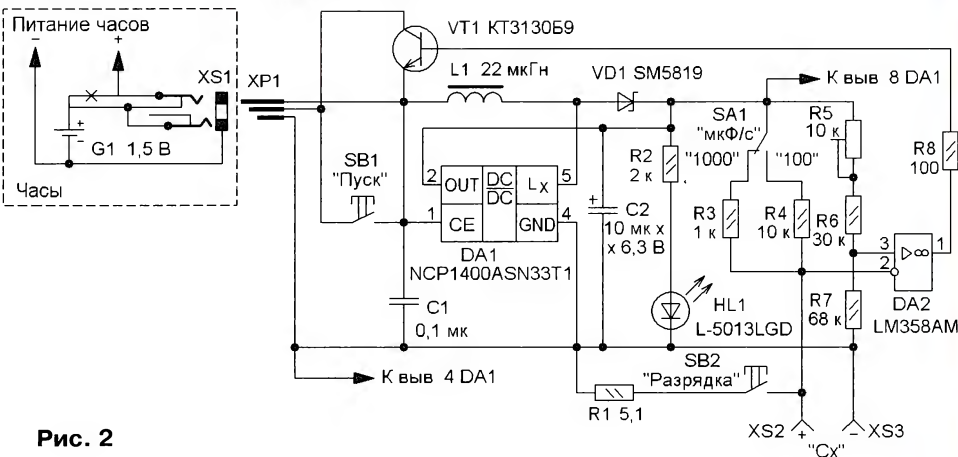 Питание часов
− +
XS1
XP1
G1 1,5 В
+
−
Часы
VT1 КТ3130Б9
L1 22 мкГн
VD1 SM5819
К выв 8 DA1
SB1
"Пуск"
2 OUT DC Lx 5
DC
1 CE GND 4
DA1
NCP1400ASN33T1
C1
0,1 мк
+
C2
10 мк х
х 6,3 В
R2
2 к
SA1
"мкФ/с"
"1000" "100"
R3
1 к
R4
10 к
R5
10 к
R6
30 к
R7
68 к
R8
100
3 ▷∞ 1
2
DA2
LM358AM
HL1
L-5013LGD
К выв 4 DA1
SB2
"Разрядка"
R1 5,1
XS2 + − XS3
"Cx"
Рис. 2